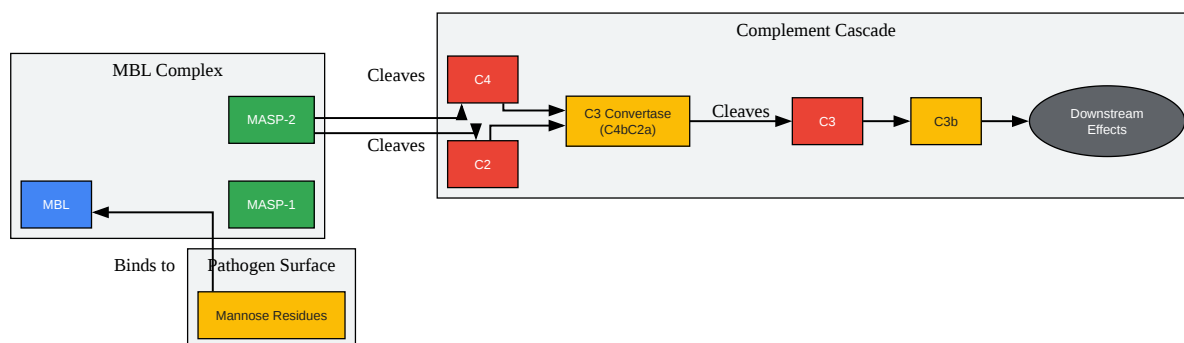 Complement Cascade
MBL Complex
Cleaves
C4
MASP-2
C3 Convertase
(C4bC2a)
Cleaves
C3
C3b
Downstream
Effects
Cleaves
C2
MBL
MASP-1
Binds to
Pathogen Surface
Mannose Residues